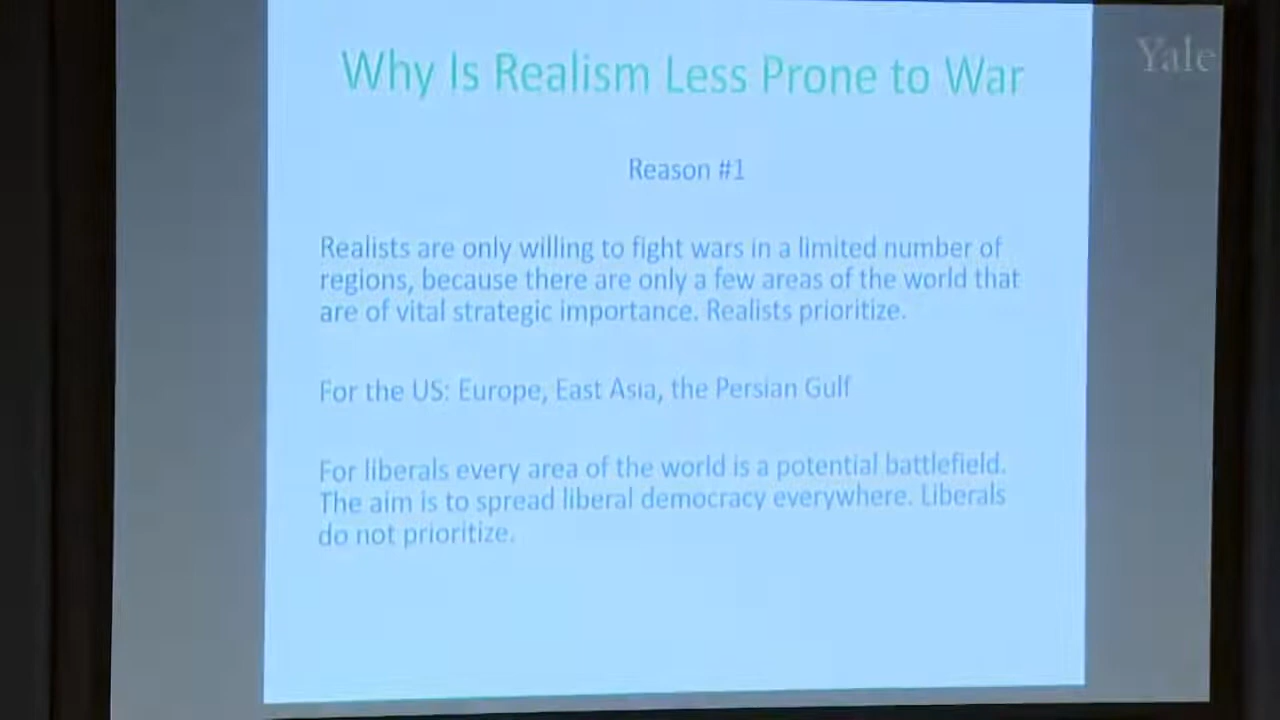 Yale
Why Is Realism Less Prone to War
Reason #1
Realists are only willing to fight wars in a limited number of
regions, because there are only a few areas of the world that
are of vital strategic importance. Realists prioritize.
For the US: Europe, East Asia, the Persian Gulf
For liberals every area of the world is a potential battlefield.
The aim is to spread liberal democracy everywhere. Liberals
do not prioritize.